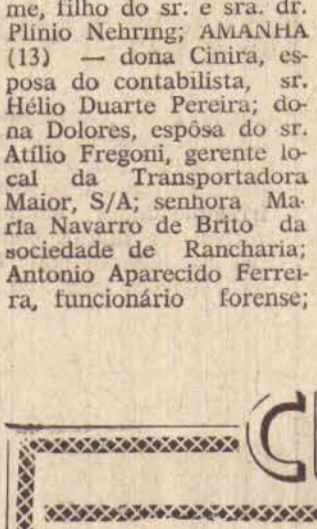 me, filho do sr. e sra. dr.
Plínio Nehring; AMANHA
(13) — dona Cinira, es-
posa do contabilista, sr.
Hélio Duarte Pereira; do-
na Dolores, espôsa do sr.
Atílio Fregoni, gerente lo-
cal da Transportadora
Maior, S/A; senhora Ma-
ria Navarro de Brito da
sociedade de Rancharia;
Antonio Aparecido Ferrei-
ra, funcionário forense;